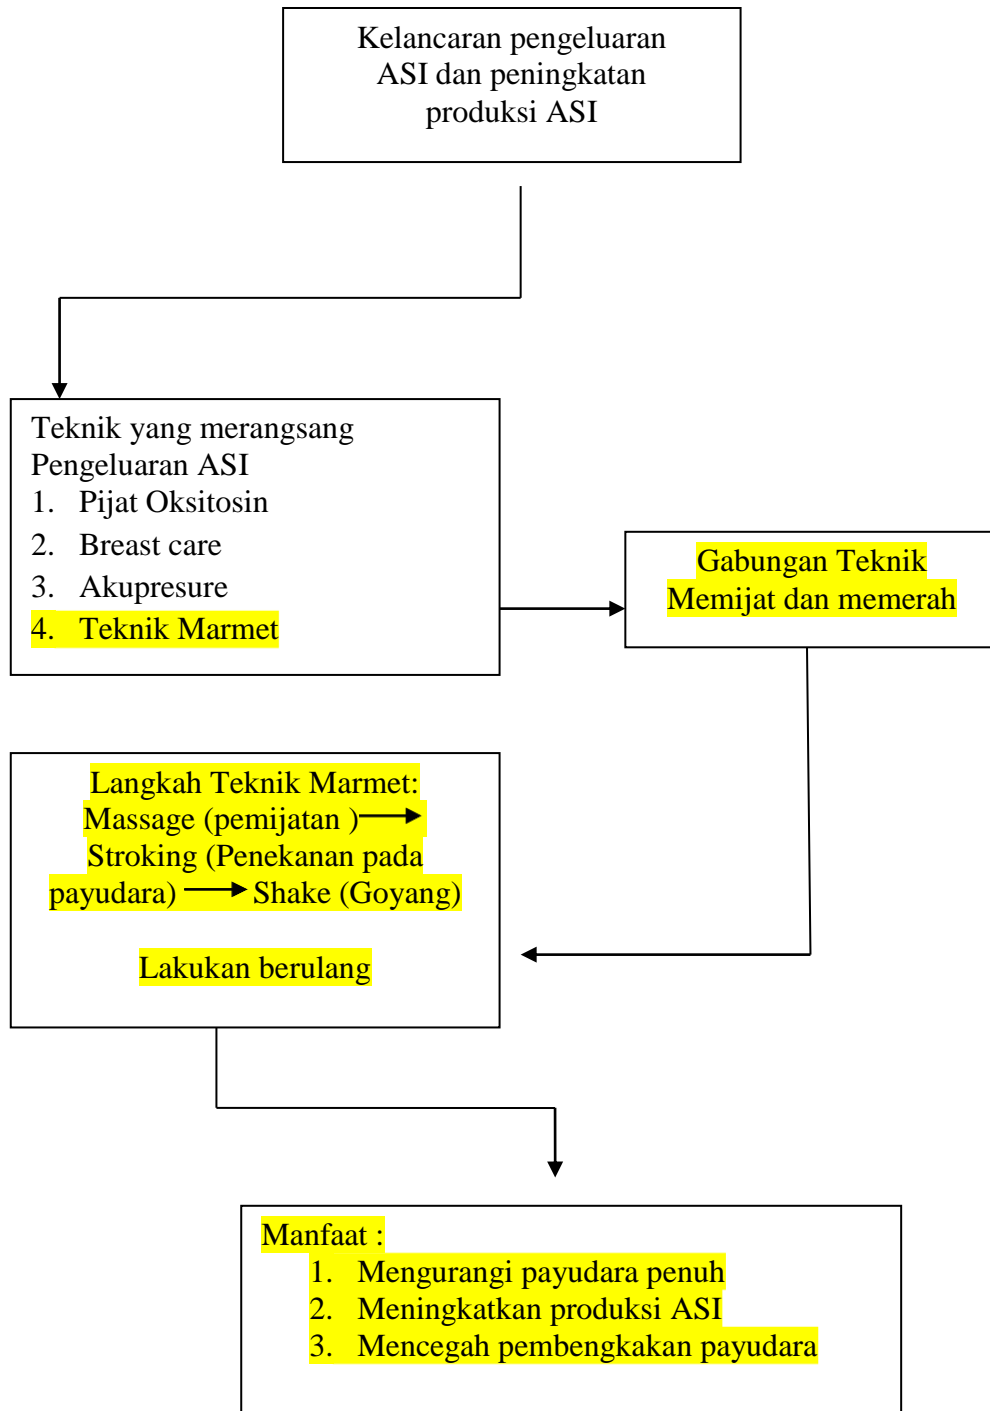 Kelancaran pengeluaran
ASI dan peningkatan
produksi ASI
Teknik yang merangsang
Pengeluaran ASI
1. Pijat Oksitosin
2. Breast care
3. Akupresure
4. Teknik Marmet
Gabungan Teknik
Memijat dan memerah
Langkah Teknik Marmet:
Massage (pemijatan )
Stroking (Penekanan pada
payudara) Shake (Goyang)
Lakukan berulang
Manfaat :
1. Mengurangi payudara penuh
2. Meningkatkan produksi ASI
3. Mencegah pembengkakan payudara